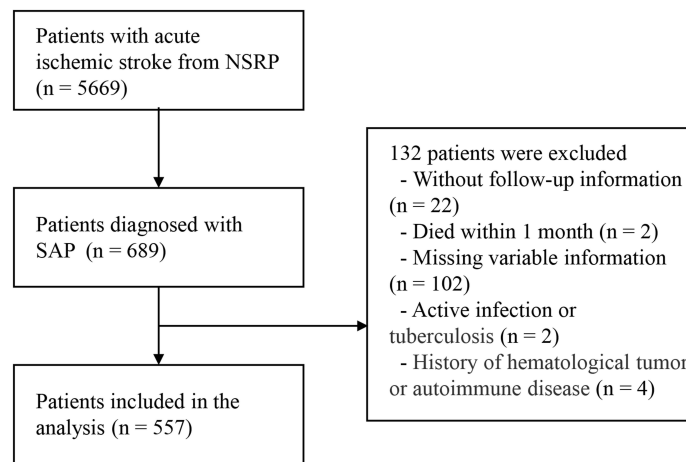 Patients with acute
ischemic stroke from NSRP
(n = 5669)
Patients diagnosed with
SAP (n = 689)
132 patients were excluded
- Without follow-up information
(n = 22)
- Died within 1 month (n = 2)
- Missing variable information
(n = 102)
- Active infection or
tuberculosis (n = 2)
- History of hematological tumor
or autoimmune disease (n = 4)
Patients included in the
analysis (n = 557)